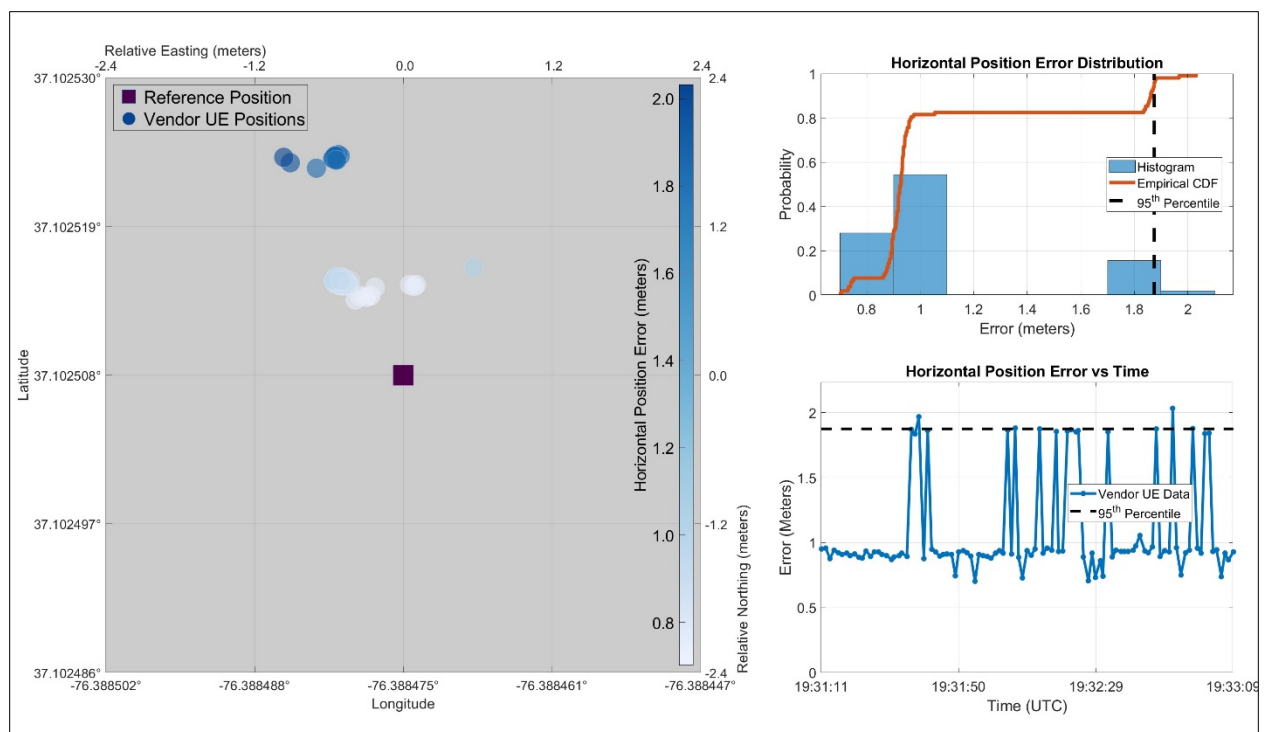 Relative Easting (meters)
-2.4 -1.2 0.0 1.2 2.4
37.102530°
37.102519°
37.102508°
37.102497°
37.102486°
Latitude
-76.388502° -76.388488° -76.388475° -76.388461° -76.388447°
Longitude
Reference Position
Vendor UE Positions
2.0
1.8
1.6
1.4
1.2
1.0
0.8
Horizontal Position Error (meters)
2.4
1.2
0.0
-1.2
-2.4
Relative Northing (meters)
Horizontal Position Error Distribution
1
0.8
0.6
0.4
0.2
0
Probability
Histogram
Empirical CDF
95th Percentile
0.8 1 1.2 1.4 1.6 1.8 2
Error (meters)
Horizontal Position Error vs Time
2
1.5
1
0.5
0
Error (Meters)
Vendor UE Data
95th Percentile
19:31:11 19:31:50 19:32:29 19:33:09
Time (UTC)